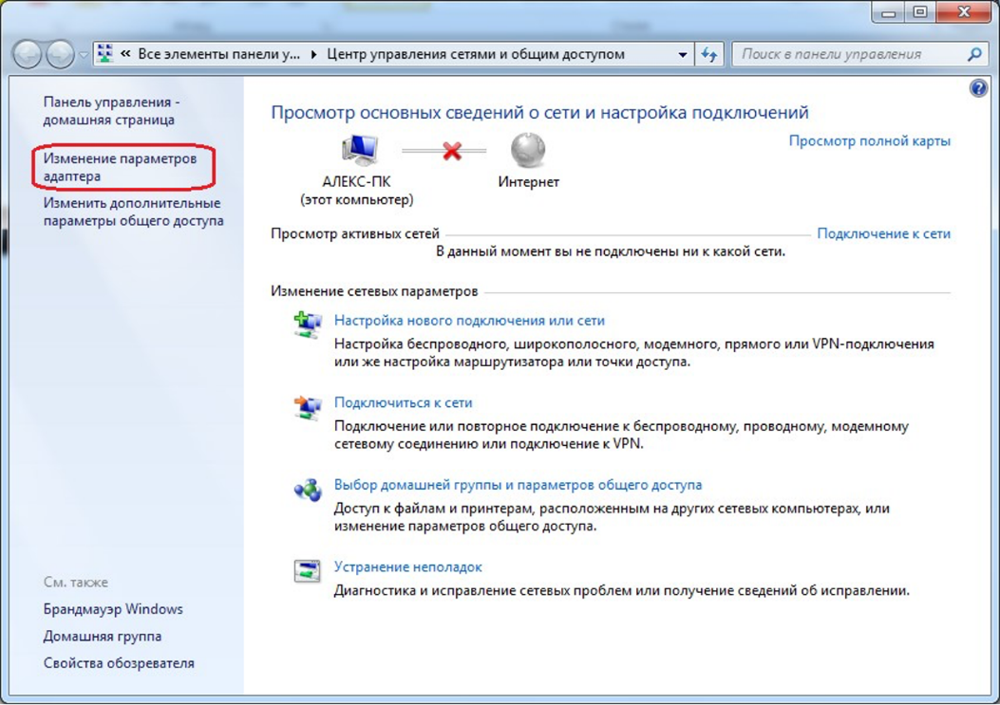 « Все элементы панели у... ▸ Центр управления сетями и общим доступом
Поиск в панели управления
Панель управления -
домашняя страница
Изменение параметров
адаптера
Изменить дополнительные
параметры общего доступа
Просмотр основных сведений о сети и настройка подключений
Просмотр полной карты
АЛЕКС-ПК
(этот компьютер)
Интернет
Просмотр активных сетей
Подключение к сети
В данный момент вы не подключены ни к какой сети.
Изменение сетевых параметров
Настройка нового подключения или сети
Настройка беспроводного, широкополосного, модемного, прямого или VPN-подключения
или же настройка маршрутизатора или точки доступа.
Подключиться к сети
Подключение или повторное подключение к беспроводному, проводному, модемному
сетевому соединению или подключение к VPN.
Выбор домашней группы и параметров общего доступа
Доступ к файлам и принтерам, расположенным на других сетевых компьютерах, или
изменение параметров общего доступа.
Устранение неполадок
Диагностика и исправление сетевых проблем или получение сведений об исправлении.
См. также
Брандмауэр Windows
Домашняя группа
Свойства обозревателя